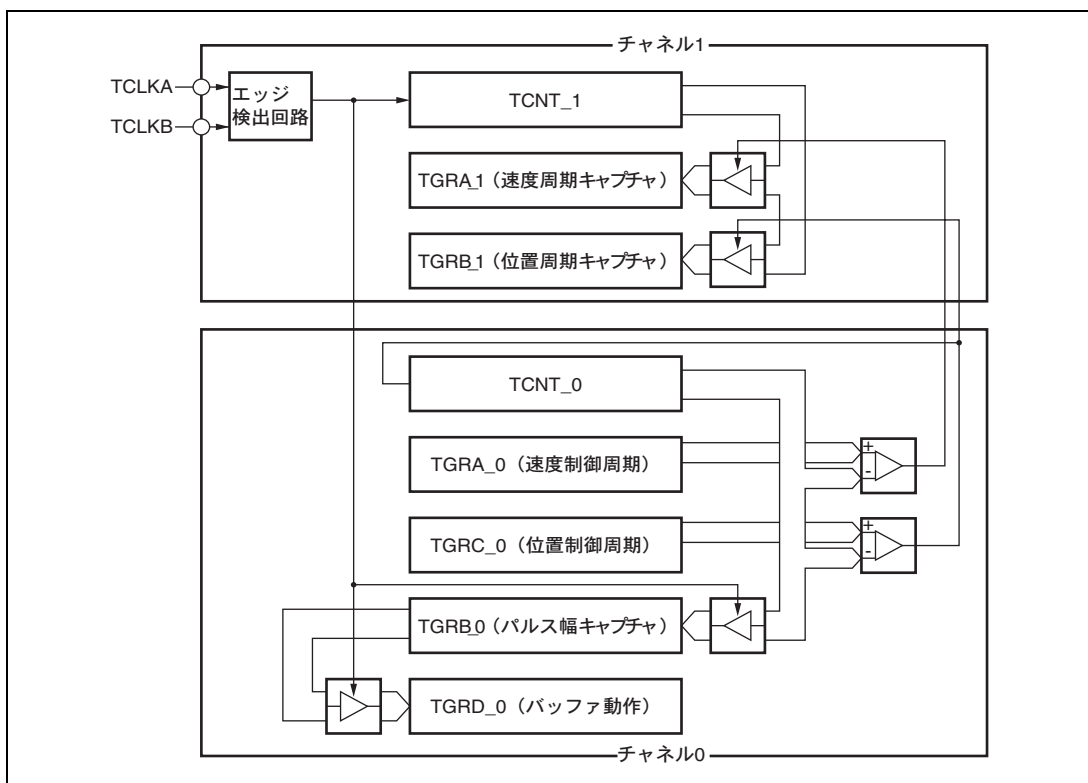 チャネル1
TCLKA
TCLKB
エッジ
検出回路
TCNT_1
TGRA_1（速度周期キャプチャ）
TGRB_1（位置周期キャプチャ）
TCNT_0
TGRA_0（速度制御周期）
+
-
TGRC_0（位置制御周期）
+
-
TGRB_0（パルス幅キャプチャ）
TGRD_0（バッファ動作）
チャネル0